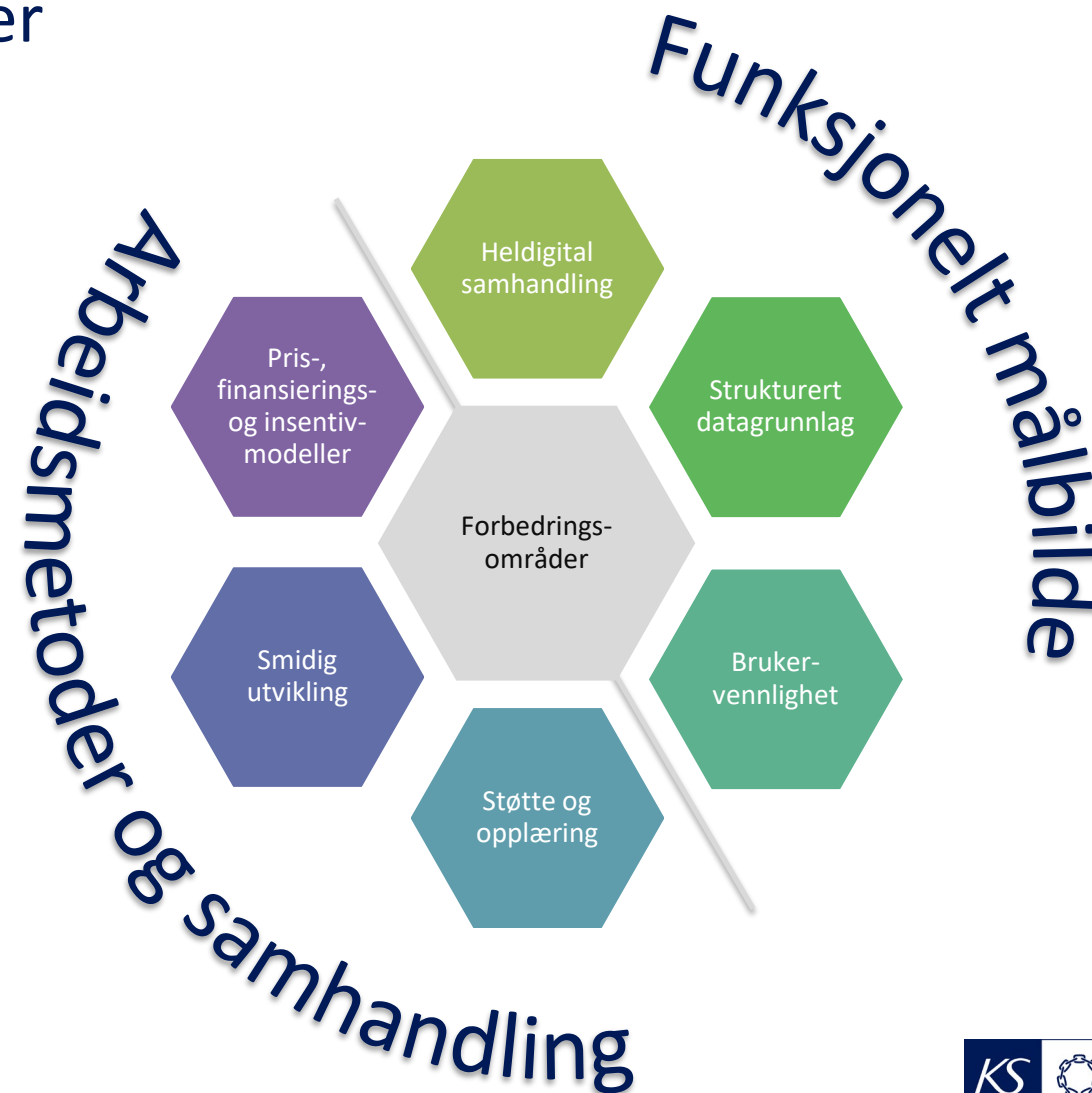 er
Funksjonelt målbilde
Arbeidsmetoder og samhandling
Heldigital
samhandling
Pris-,
finansierings-
og insentiv-
modeller
Strukturert
datagrunnlag
Forbedrings-
områder
Smidig
utvikling
Bruker-
vennlighet
Støtte og
opplæring
KS